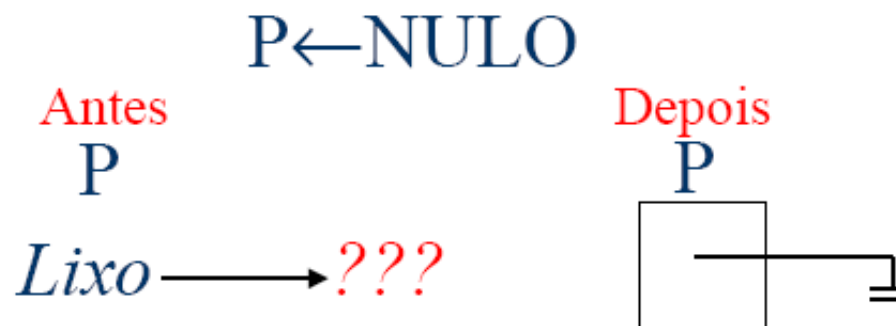 P←NULO
Antes
P
Lixo → ???
Depois
P